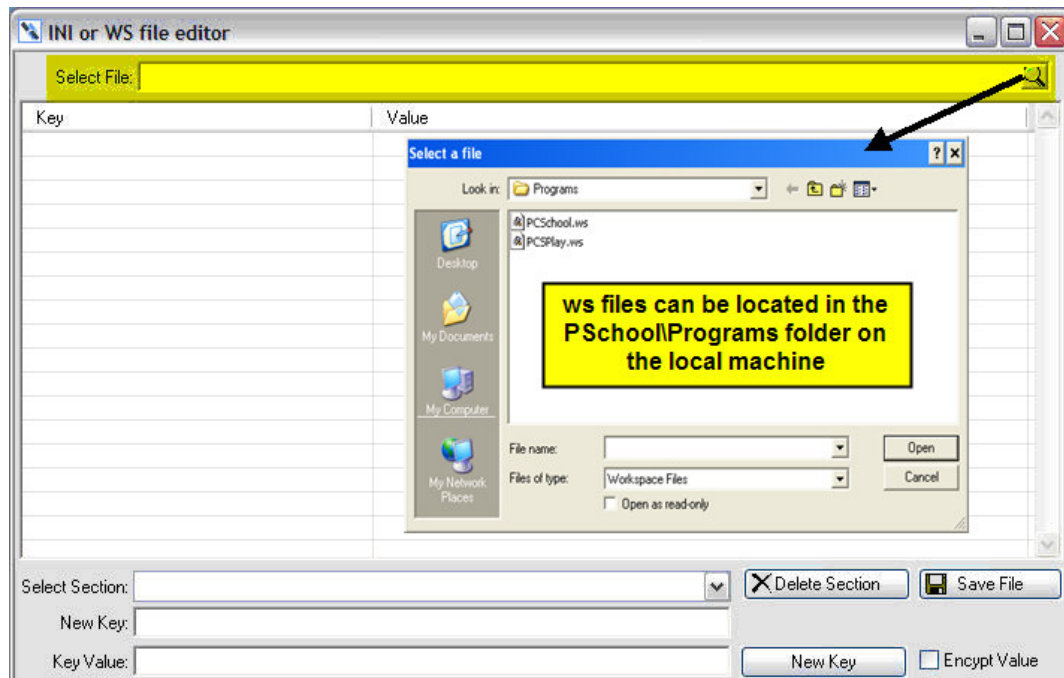 INI or WS file editor
Select File:
Key Value
Select a file
Look in: Programs
PCSchool.ws
PCSPlay.ws
Desktop
My Documents
My Computer
My Network
Places
ws files can be located in the
PSchool\Programs folder on
the local machine
File name: Open
Files of type: Workspace Files Cancel
Open as read-only
Select Section: Delete Section Save File
New Key:
Key Value: New Key Encypt Value